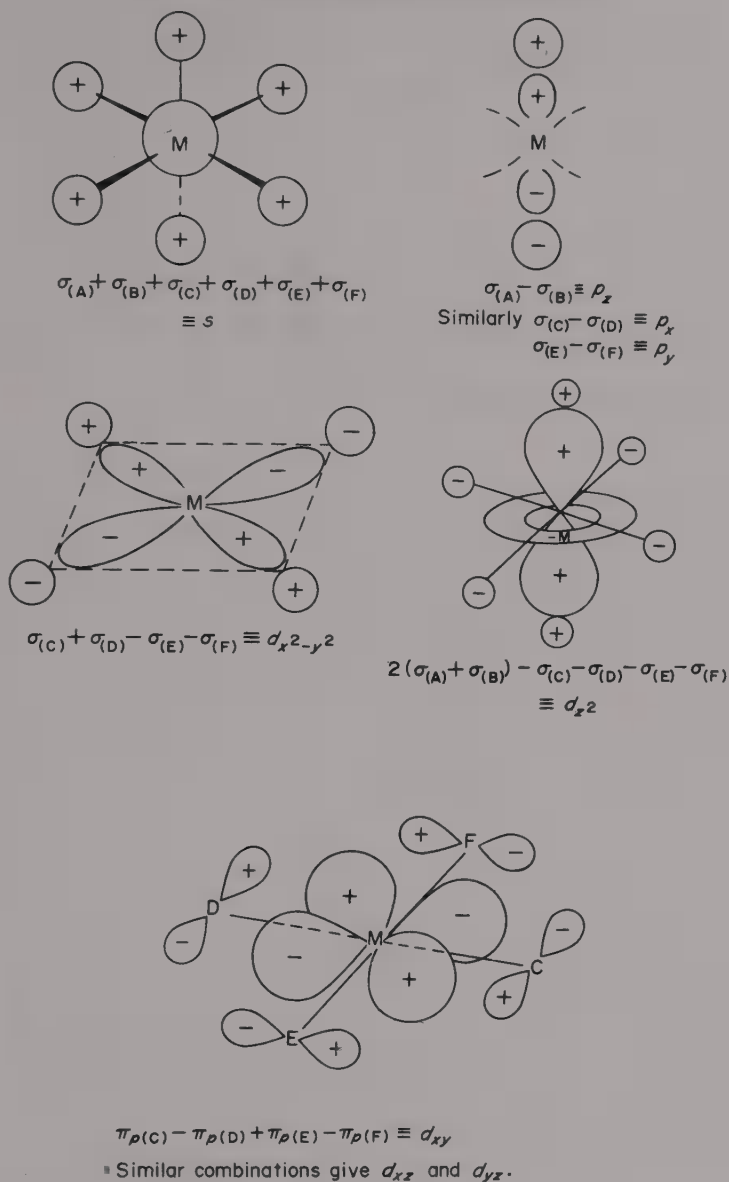 +
+ +
M
+ +
+
σ(A) + σ(B) + σ(C) + σ(D) + σ(E) + σ(F)
≡ s
+
+
M
−
−
σ(A) − σ(B) ≡ p_z
Similarly σ(C) − σ(D) ≡ p_x
σ(E) − σ(F) ≡ p_y
+ −
+ −
M
− +
− +
σ(C) + σ(D) − σ(E) − σ(F) ≡ d_x²−y²
+
+
− −
−M
− −
+
+
2(σ(A) + σ(B)) − σ(C) − σ(D) − σ(E) − σ(F)
≡ d_z²
+ F −
+ +
D −
− M −
− C
+ +
− E +
π_p(C) − π_p(D) + π_p(E) − π_p(F) ≡ d_xy
Similar combinations give d_xz and d_yz.